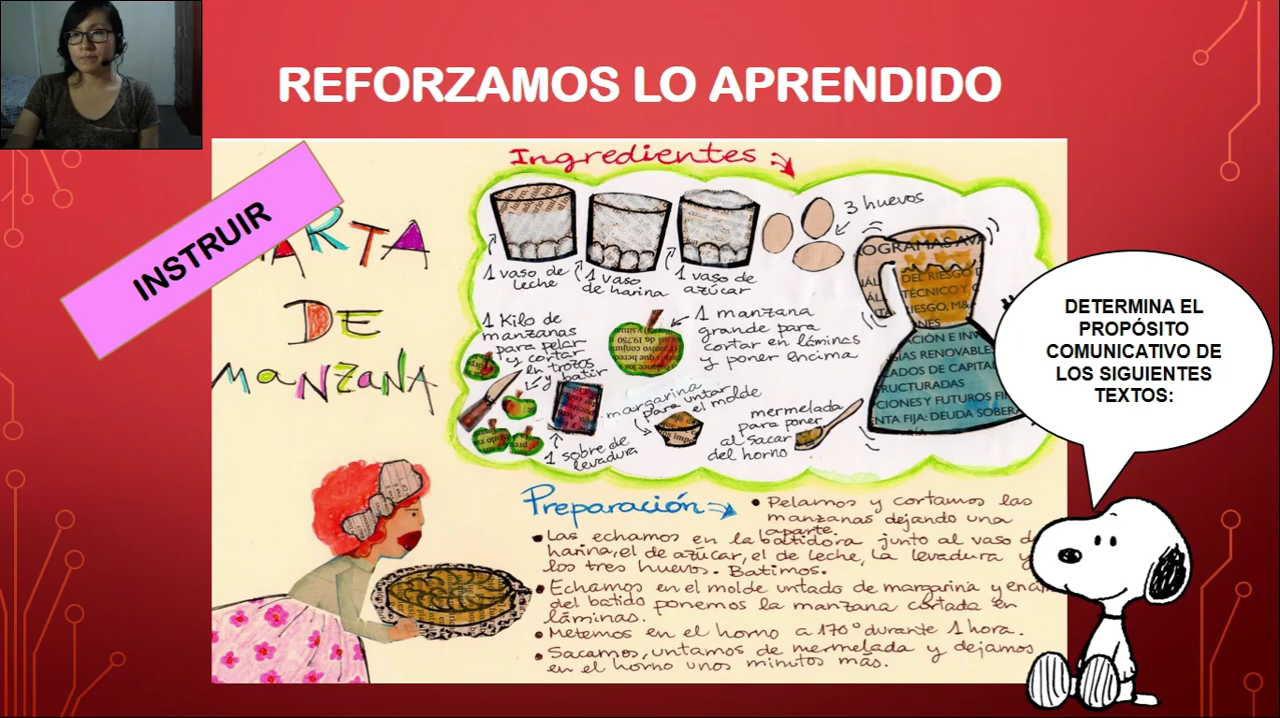 REFORZAMOS LO APRENDIDO
INSTRUIR
TARTA
DE
MANZANA
Ingredientes
1 vaso de
leche
1 vaso
de harina
1 vaso de
azúcar
3 huevos
1 Kilo de
manzanas
para pelar
y cortar
en trozos
y batir
1 manzana
grande para
cortar en láminas
y poner encima
1 sobre de
levadura
margarina
para untar
el molde
mermelada
para poner
al sacar
del horno
DETERMINA EL
PROPÓSITO
COMUNICATIVO DE
LOS SIGUIENTES
TEXTOS:
Preparación
• Pelamos y cortamos las
manzanas dejando una
aparte.
• Las echamos en la batidora junto al vaso d
harina, el de azúcar, el de leche, la levadura y
los tres huevos. Batimos.
• Echamos en el molde untado de margarina y en
del batido ponemos la manzana cortada en
láminas.
• Metemos en el horno a 170° durante 1 hora.
• Sacamos, untamos de mermelada y dejamos
en el horno unos minutos más.